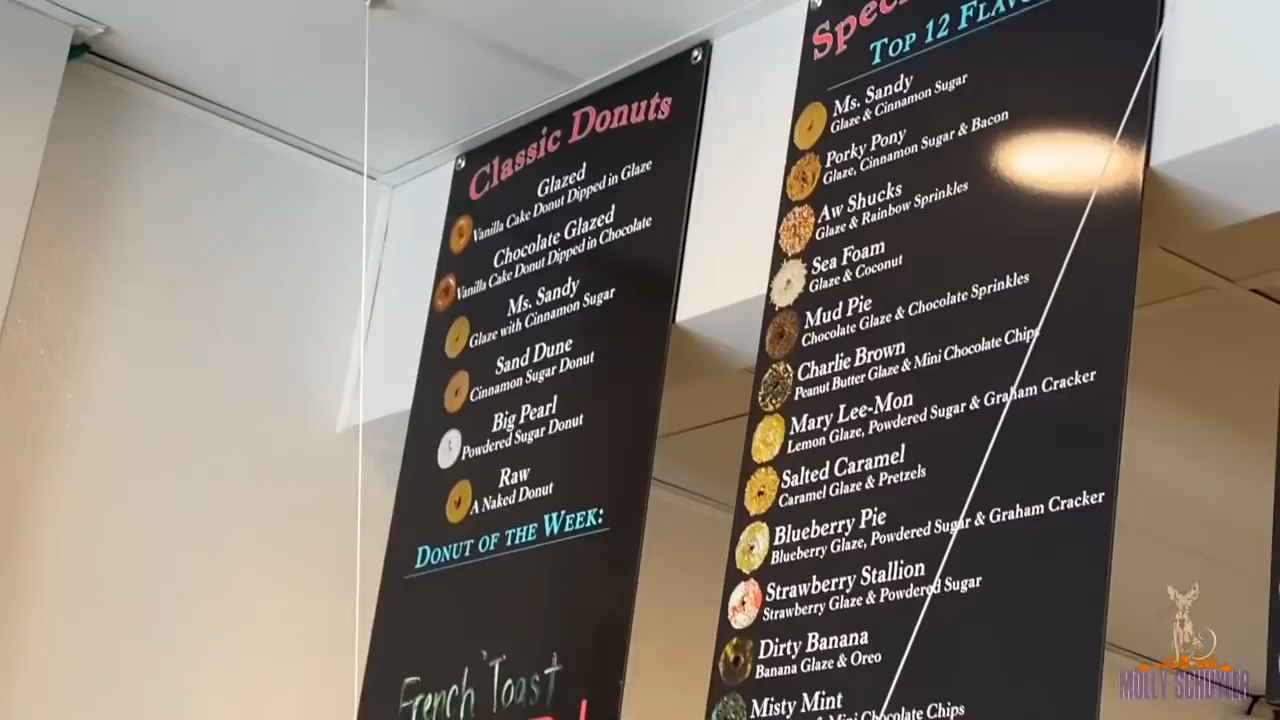 Classic Donuts
Glazed
Vanilla Cake Donut Dipped in Glaze
Chocolate Glazed
Vanilla Cake Donut Dipped in Chocolate
Ms. Sandy
Glaze with Cinnamon Sugar
Sand Dune
Cinnamon Sugar Donut
Big Pearl
Powdered Sugar Donut
Raw
A Naked Donut
Donut of the Week:
French Toast
Top 12
Ms. Sandy
Glaze & Cinnamon Sugar
Porky Pony
Glaze, Cinnamon Sugar & Bacon
Aw Shucks
Glaze & Rainbow Sprinkles
Sea Foam
Glaze & Coconut
Mud Pie
Chocolate Glaze & Chocolate Sprinkles
Charlie Brown
Peanut Butter Glaze & Mini Chocolate Chips
Mary Lee-Mon
Lemon Glaze, Powdered Sugar & Graham Cracker
Salted Caramel
Caramel Glaze & Pretzels
Blueberry Pie
Blueberry Glaze, Powdered Sugar & Graham Cracker
Strawberry Stallion
Strawberry Glaze & Powdered Sugar
Dirty Banana
Banana Glaze & Oreo
Misty Mint
& Mini Chocolate Chips
MOLLY SCHUYLER